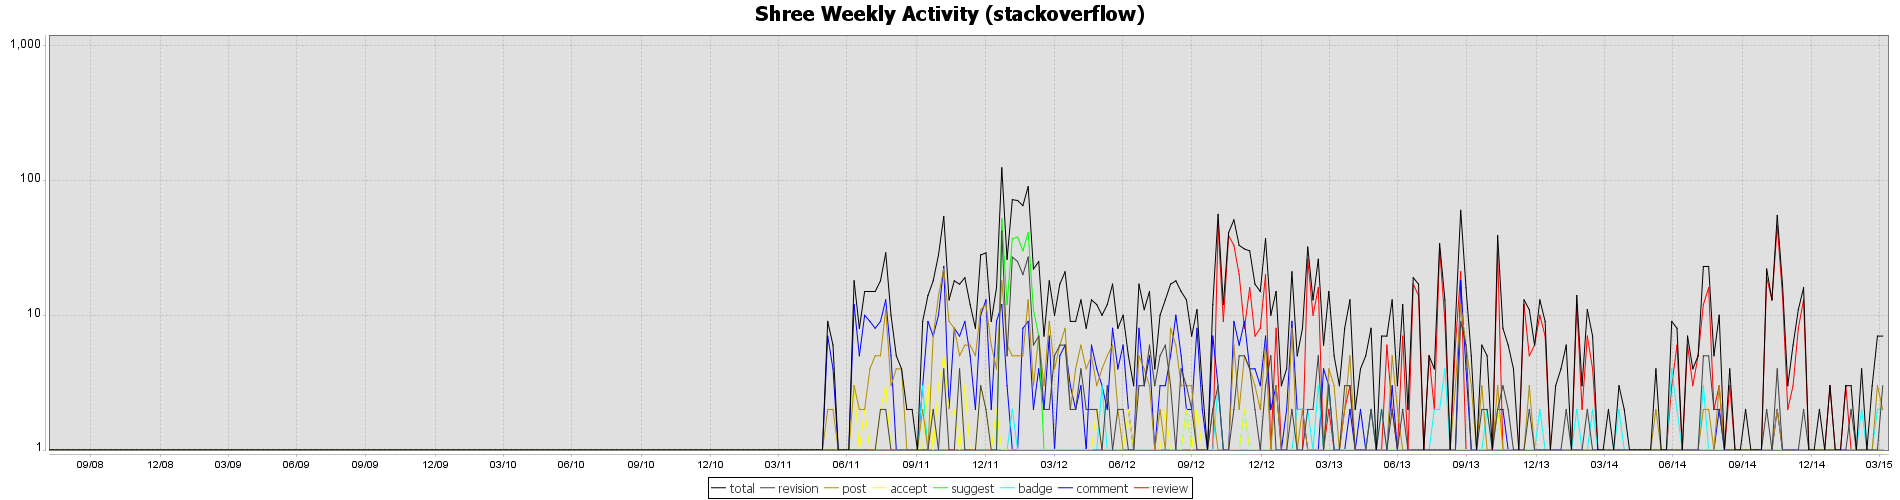 Shree Weekly Activity (stackoverflow)
1,000
100
10
1
09/08 12/08 03/09 06/09 09/09 12/09 03/10 06/10 09/10 12/10 03/11 06/11 09/11 12/11 03/12 06/12 09/12 12/12 03/13 06/13 09/13 12/13 03/14 06/14 09/14 12/14 03/15
total revision post accept suggest badge comment review